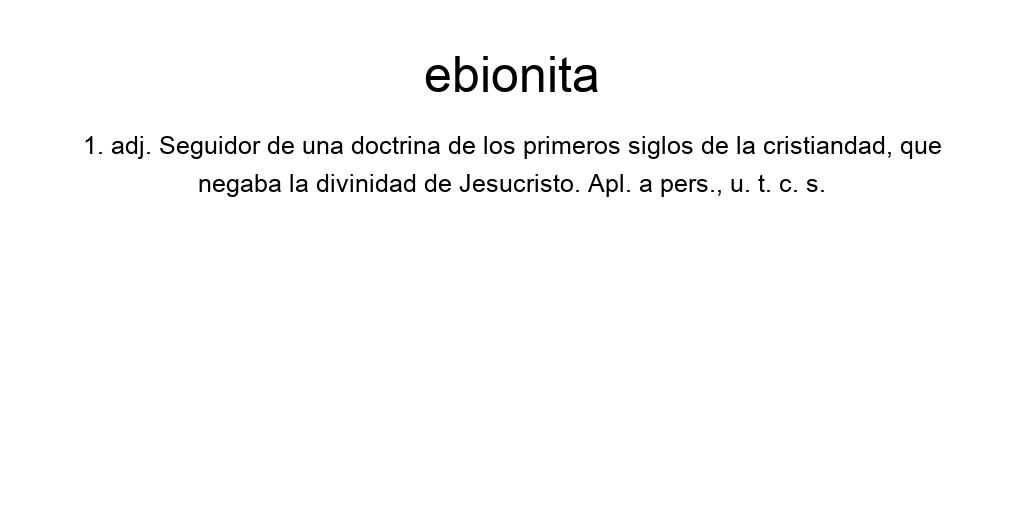 ebionita
1. adj. Seguidor de una doctrina de los primeros siglos de la cristiandad, que
negaba la divinidad de Jesucristo. Apl. a pers., u. t. c. s.